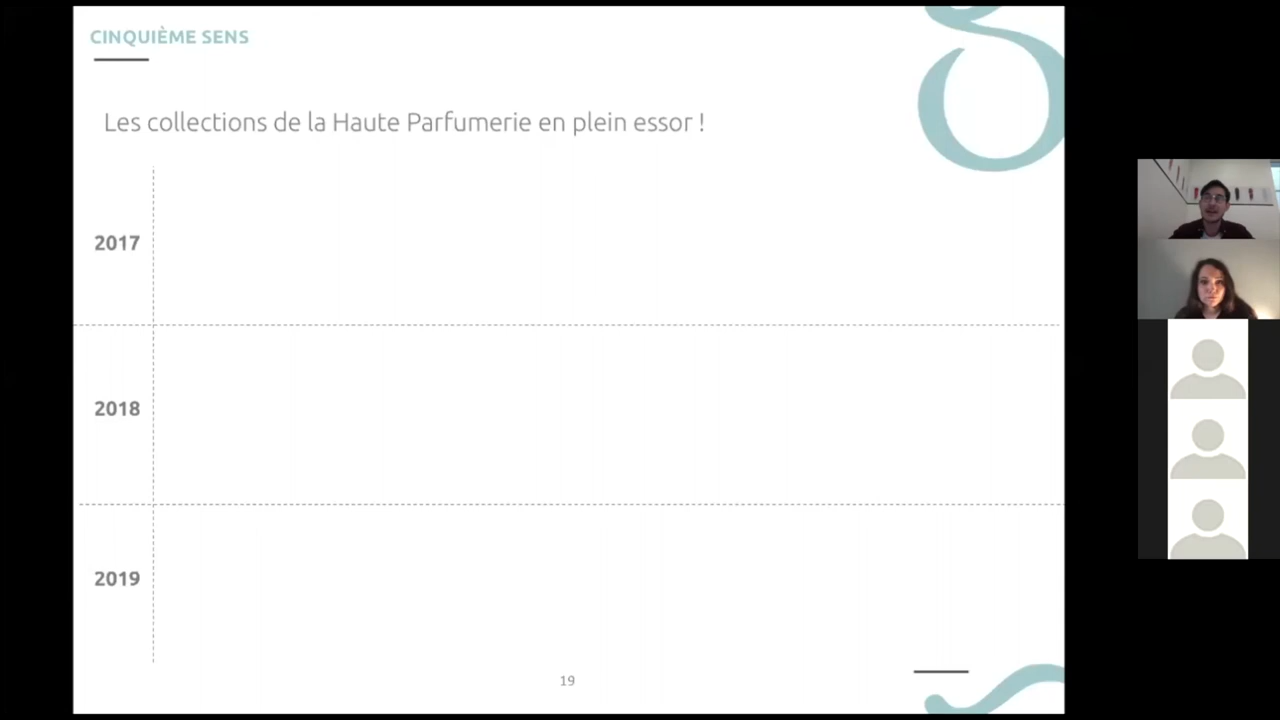 CINQUIÈME SENS
Les collections de la Haute Parfumerie en plein essor !
2017
2018
2019
19